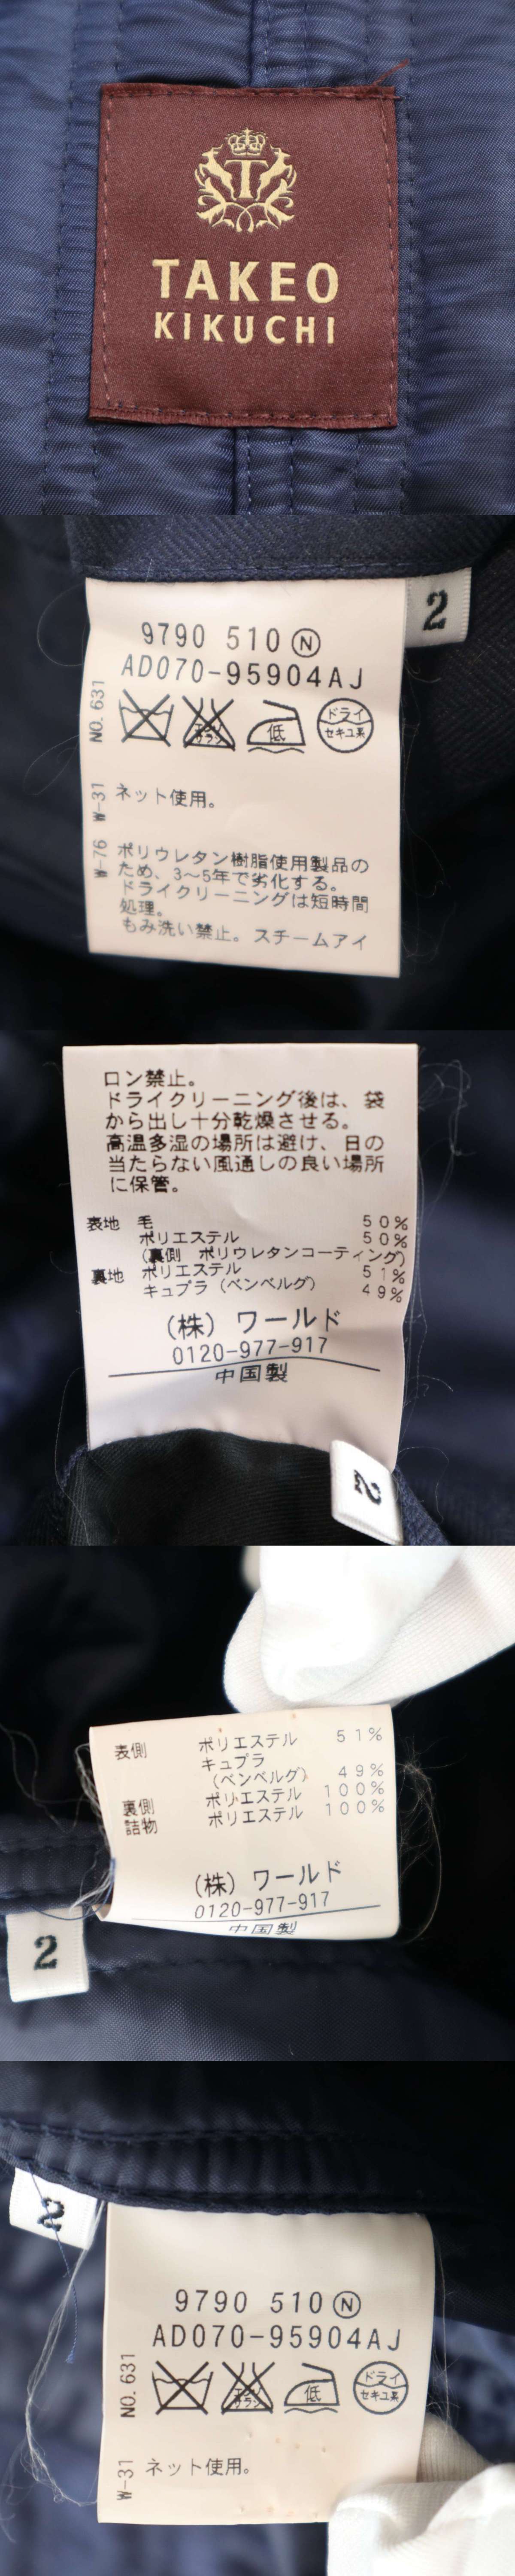 T
TAKEO
KIKUCHI
2
9790 510 Ⓝ
AD070-95904AJ
NO. 631
エンソ
サラシ
低
ドライ
セキユ系
W-31
ネット使用。
W-76
ポリウレタン樹脂使用製品の
ため、3〜5年で劣化する。
ドライクリーニングは短時間
処理。
もみ洗い禁止。スチームアイ
ロン禁止。
ドライクリーニング後は、袋
から出し十分乾燥させる。
高温多湿の場所は避け、日の
当たらない風通しの良い場所
に保管。
表地 毛 50%
ポリエステル 50%
(裏側 ポリウレタンコーティング)
裏地 ポリエステル 51%
キュプラ(ベンベルグ) 49%
(株)ワールド
0120-977-917
中国製
2
表側 ポリエステル 51%
キュプラ
(ベンベルグ) 49%
裏側 ポリエステル 100%
詰物 ポリエステル 100%
(株)ワールド
0120-977-917
中国製
2
2
9790 510 Ⓝ
AD070-95904AJ
NO. 631
エンソ
サラシ
低
ドライ
セキユ系
W-31
ネット使用。